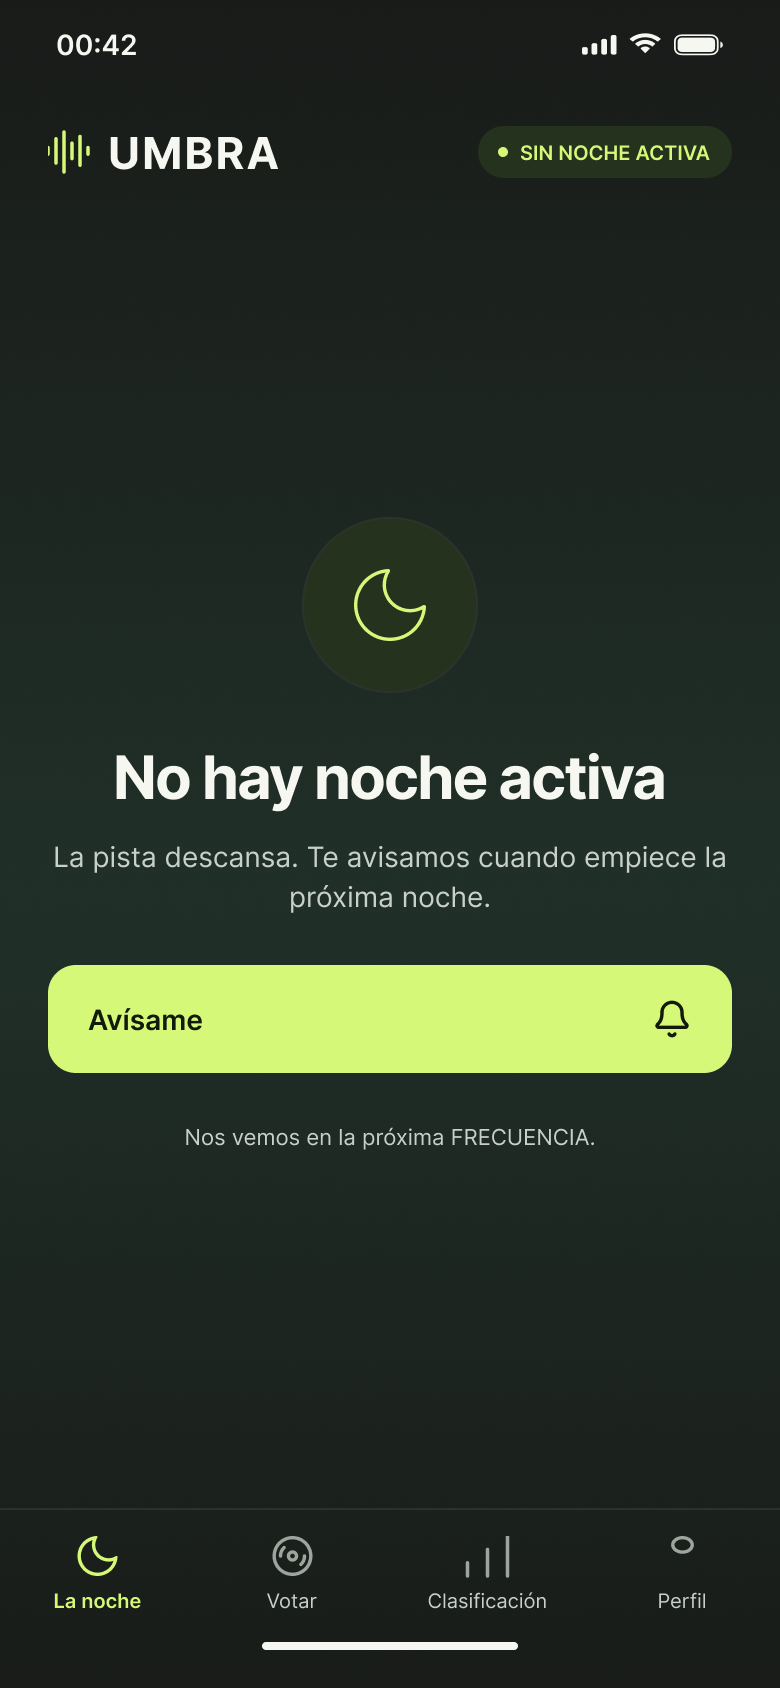 00:42
UMBRA
SIN NOCHE ACTIVA
No hay noche activa
La pista descansa. Te avisamos cuando empiece la
próxima noche.
Avísame
Nos vemos en la próxima FRECUENCIA.
La noche
Votar
Clasificación
Perfil